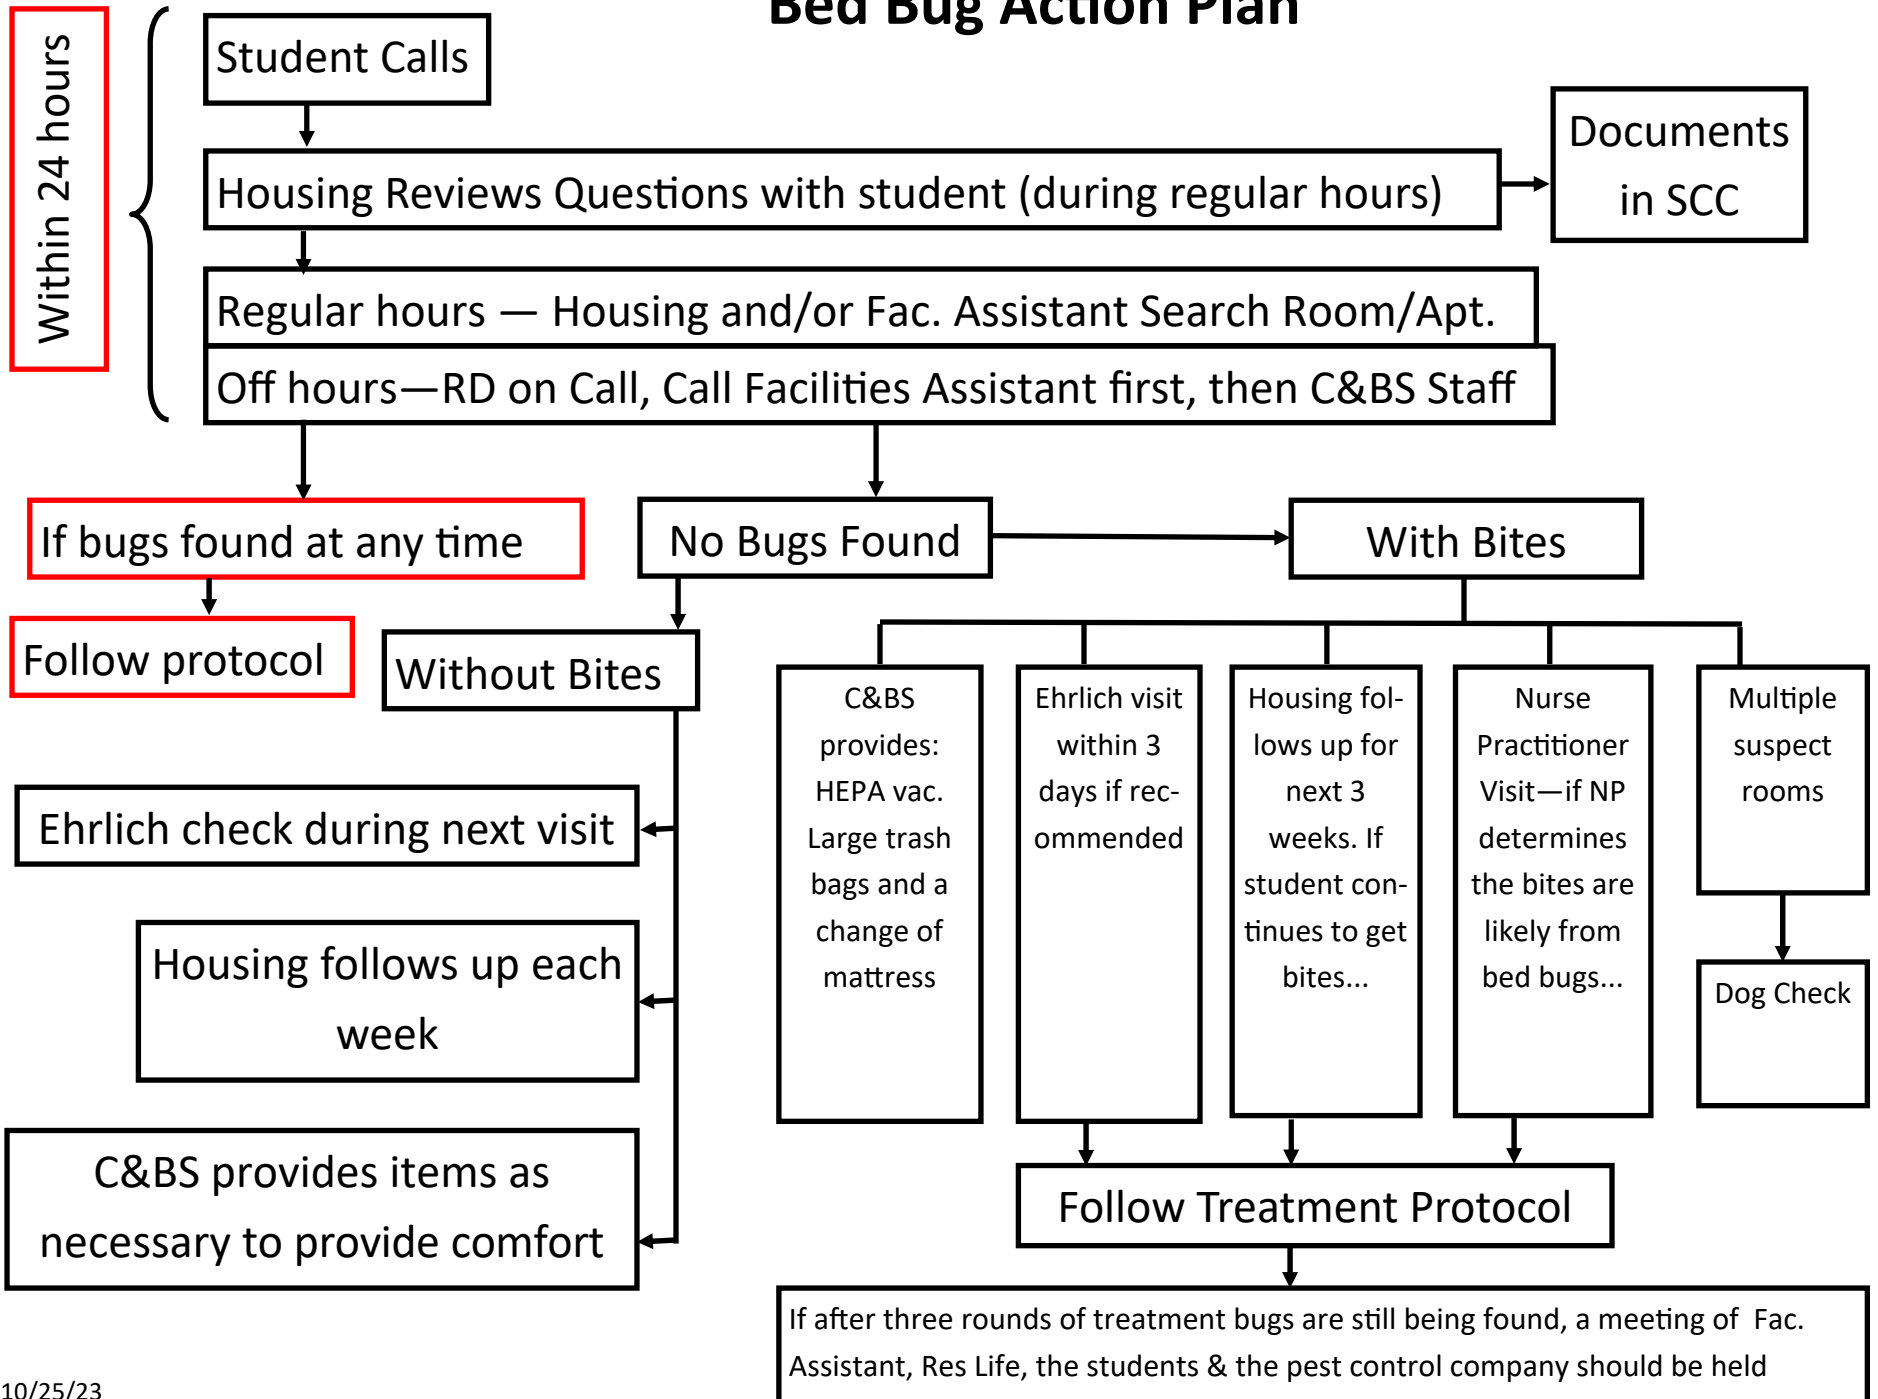 Bed Bug Action Plan
Within 24 hours
Student Calls
Housing Reviews Questions with student (during regular hours)
Documents
in SCC
Regular hours — Housing and/or Fac. Assistant Search Room/Apt.
Off hours—RD on Call, Call Facilities Assistant first, then C&BS Staff
If bugs found at any time
No Bugs Found
With Bites
Follow protocol
Without Bites
Ehrlich check during next visit
Housing follows up each
week
C&BS provides items as
necessary to provide comfort
C&BS
provides:
HEPA vac.
Large trash
bags and a
change of
mattress
Ehrlich visit
within 3
days if rec-
ommended
Housing fol-
lows up for
next 3
weeks. If
student con-
tinues to get
bites...
Nurse
Practitioner
Visit—if NP
determines
the bites are
likely from
bed bugs...
Multiple
suspect
rooms
Dog Check
Follow Treatment Protocol
If after three rounds of treatment bugs are still being found, a meeting of Fac.
Assistant, Res Life, the students & the pest control company should be held
10/25/23